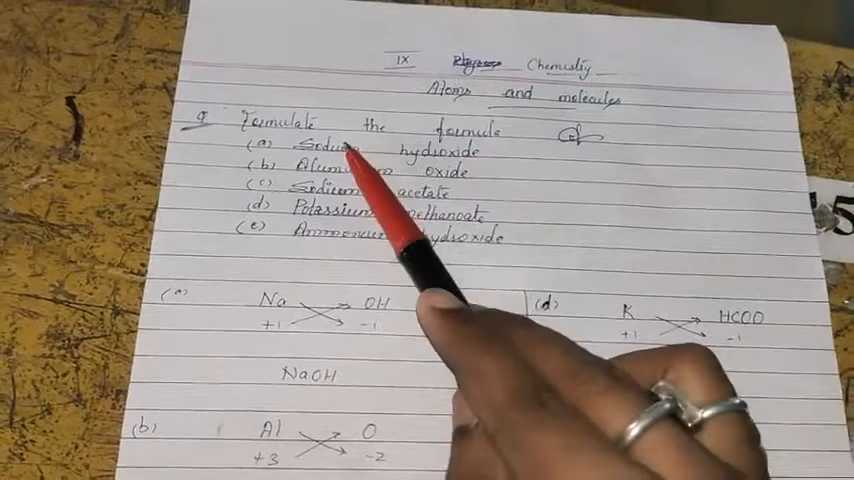 IX Chemistry
Atoms and molecules
Q Formulate the formula of
(a) Sodium hydroxide
(b) Aluminium oxide
(c) Sodium acetate
(d) Potassium methanoate
(e) Ammonium hydroxide
(a) Na OH
+1 -1
NaOH
(b) Al O
+3 -2
(d) K HCOO
+1 -1